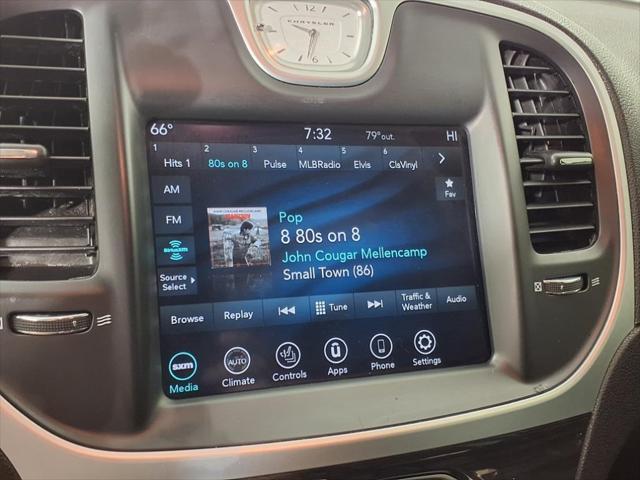 CHRYSLER
66° 7:32 79° out. HI
1 2 3 4 5 6
Hits 1 80s on 8 Pulse MLBRadio Elvis ClsVinyl
AM
Fav
FM
Pop
8 80s on 8
siriusxm
John Cougar Mellencamp
Small Town (86)
Source
Select
Browse Replay Tune Traffic & Weather Audio
sxm AUTO
Media Climate Controls Apps Phone Settings